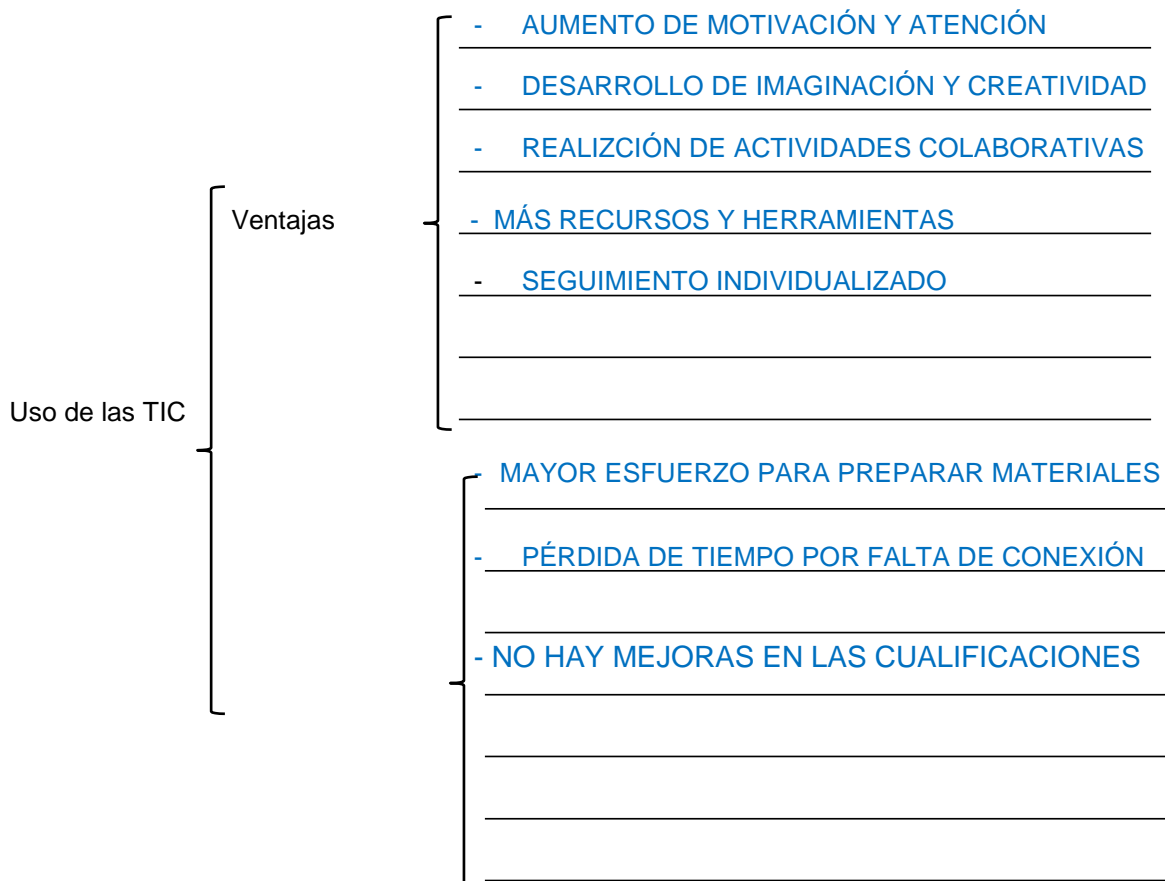 - AUMENTO DE MOTIVACIÓN Y ATENCIÓN
- DESARROLLO DE IMAGINACIÓN Y CREATIVIDAD
- REALIZCIÓN DE ACTIVIDADES COLABORATIVAS
Ventajas
- MÁS RECURSOS Y HERRAMIENTAS
- SEGUIMIENTO INDIVIDUALIZADO
Uso de las TIC
- MAYOR ESFUERZO PARA PREPARAR MATERIALES
- PÉRDIDA DE TIEMPO POR FALTA DE CONEXIÓN
- NO HAY MEJORAS EN LAS CUALIFICACIONES